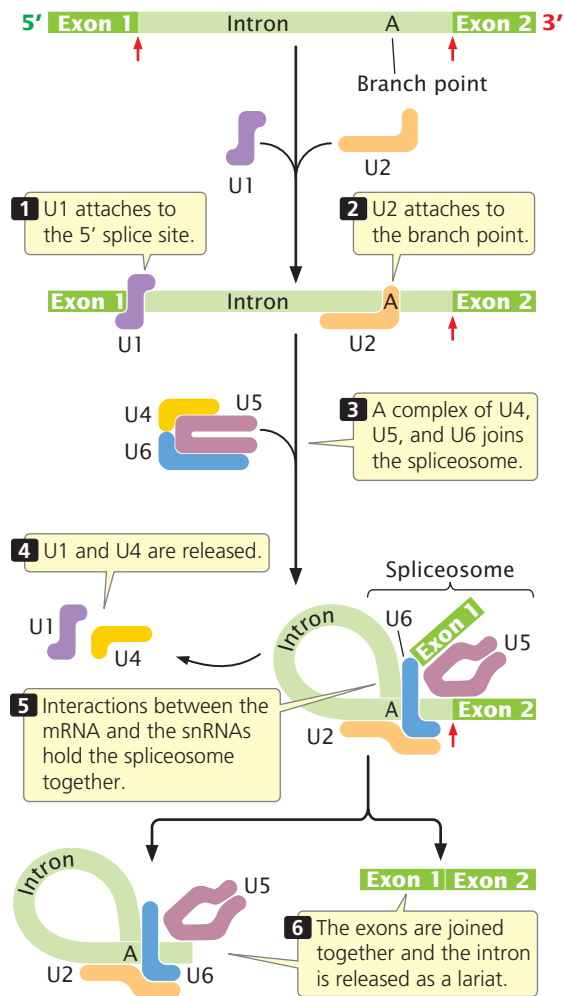 5′ Exon 1 Intron A Exon 2 3′
Branch point
U1
U2
1 U1 attaches to
the 5′ splice site.
2 U2 attaches to
the branch point.
Exon 1 Intron A Exon 2
U1
U2
U4
U5
U6
3 A complex of U4,
U5, and U6 joins
the spliceosome.
4 U1 and U4 are released.
U1
U4
Spliceosome
Intron
U6
Exon 1
U5
A
Exon 2
U2
5 Interactions between the
mRNA and the snRNAs
hold the spliceosome
together.
Intron
U5
A
U2
U6
Exon 1 Exon 2
6 The exons are joined
together and the intron
is released as a lariat.